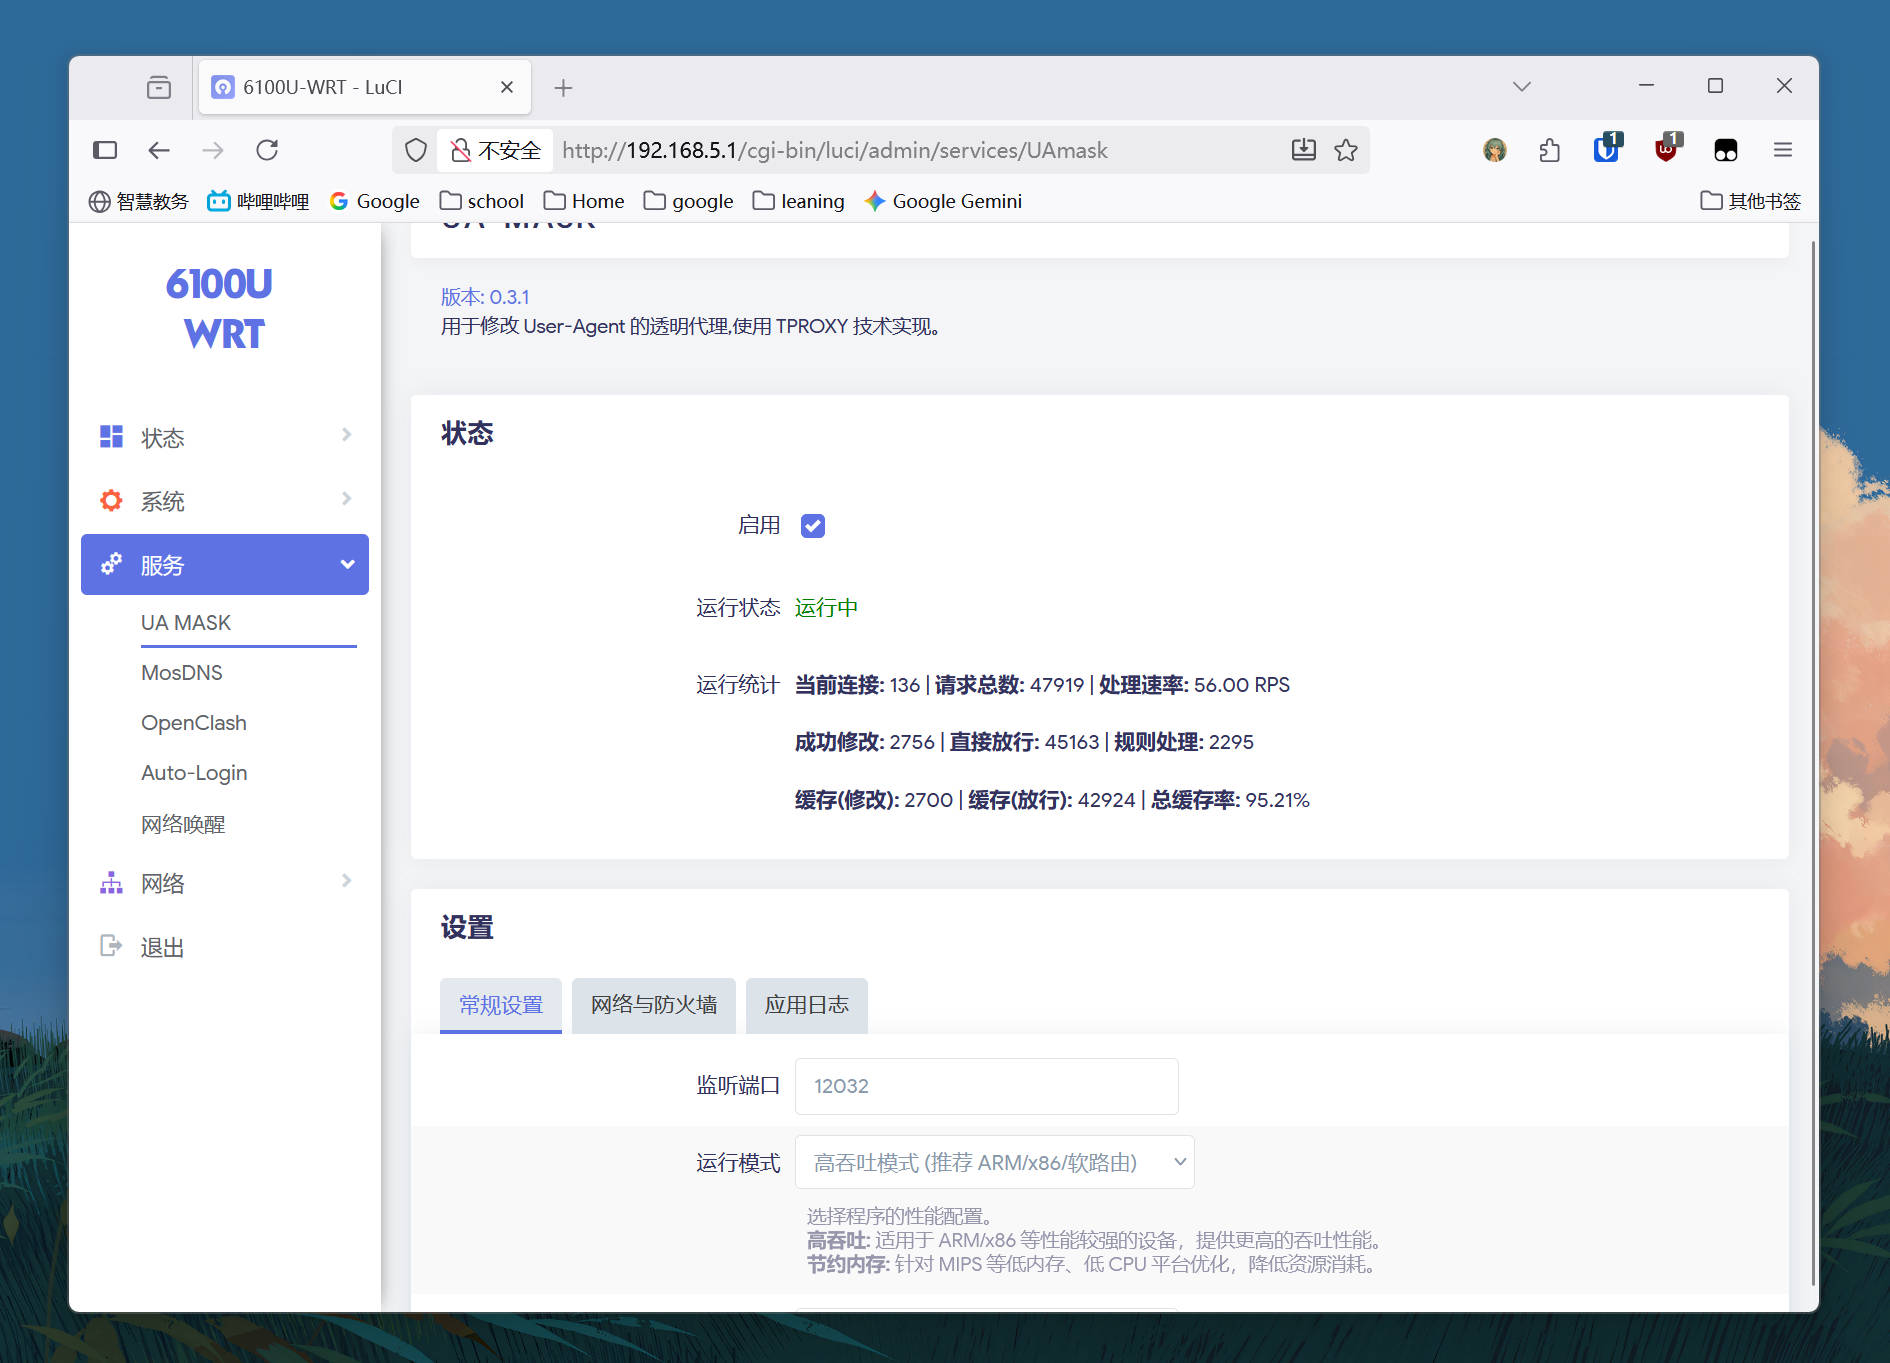 6100U-WRT - LuCI
不安全 http://192.168.5.1/cgi-bin/luci/admin/services/UAmask
1
1
智慧教务 哔哩哔哩 Google school Home google leaning Google Gemini 其他书签
6100U
WRT
状态
系统
服务
UA MASK
MosDNS
OpenClash
Auto-Login
网络唤醒
网络
退出
UA MASK
版本: 0.3.1
用于修改 User-Agent 的透明代理,使用 TPROXY 技术实现。
状态
启用
运行状态 运行中
运行统计 当前连接: 136 | 请求总数: 47919 | 处理速率: 56.00 RPS
成功修改: 2756 | 直接放行: 45163 | 规则处理: 2295
缓存(修改): 2700 | 缓存(放行): 42924 | 总缓存率: 95.21%
设置
常规设置 网络与防火墙 应用日志
监听端口 12032
运行模式 高吞吐模式 (推荐 ARM/x86/软路由)
选择程序的性能配置。
高吞吐: 适用于 ARM/x86 等性能较强的设备，提供更高的吞吐性能。
节约内存: 针对 MIPS 等低内存、低 CPU 平台优化，降低资源消耗。